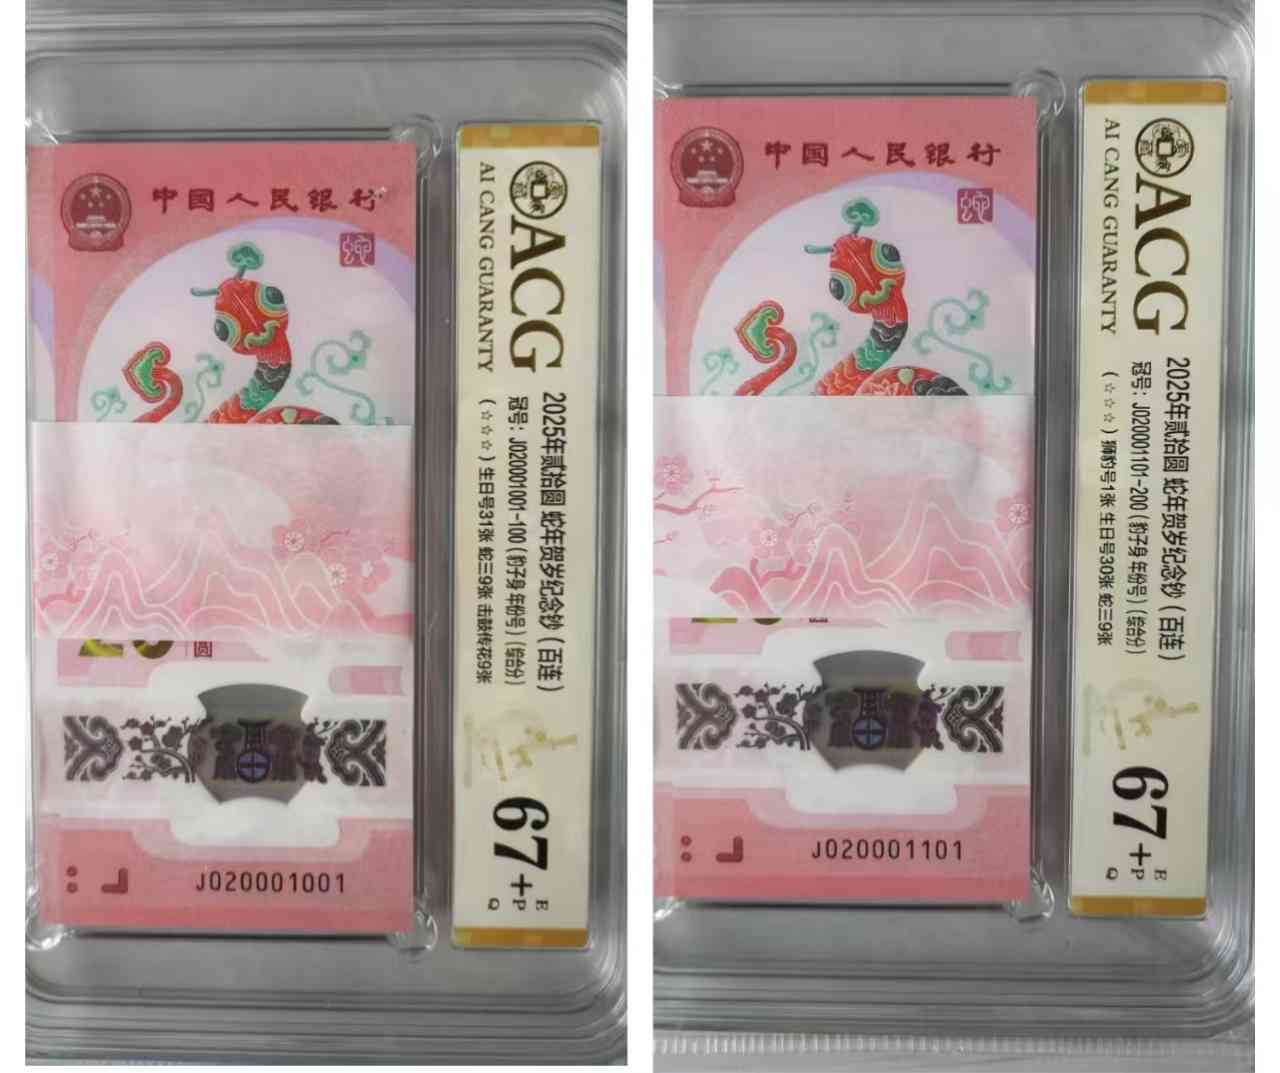 中国人民银行
圆
J020001001
ACG
AI CANG GUARANTY
2025年贰拾圆 蛇年贺岁纪念钞（百连）
冠号：J020001001-100（豹子身 年份号）（综合分）
（☆☆☆）生日号31张 蛇三9张 击鼓传花9张
67+
E
P
Q
中国人民银行
J020001101
ACG
AI CANG GUARANTY
2025年贰拾圆 蛇年贺岁纪念钞（百连）
冠号：J020001101-200（豹子身 年份号）（综合分）
（☆☆☆）狮豹号1张 生日号30张 蛇三9张
67+
E
P
Q